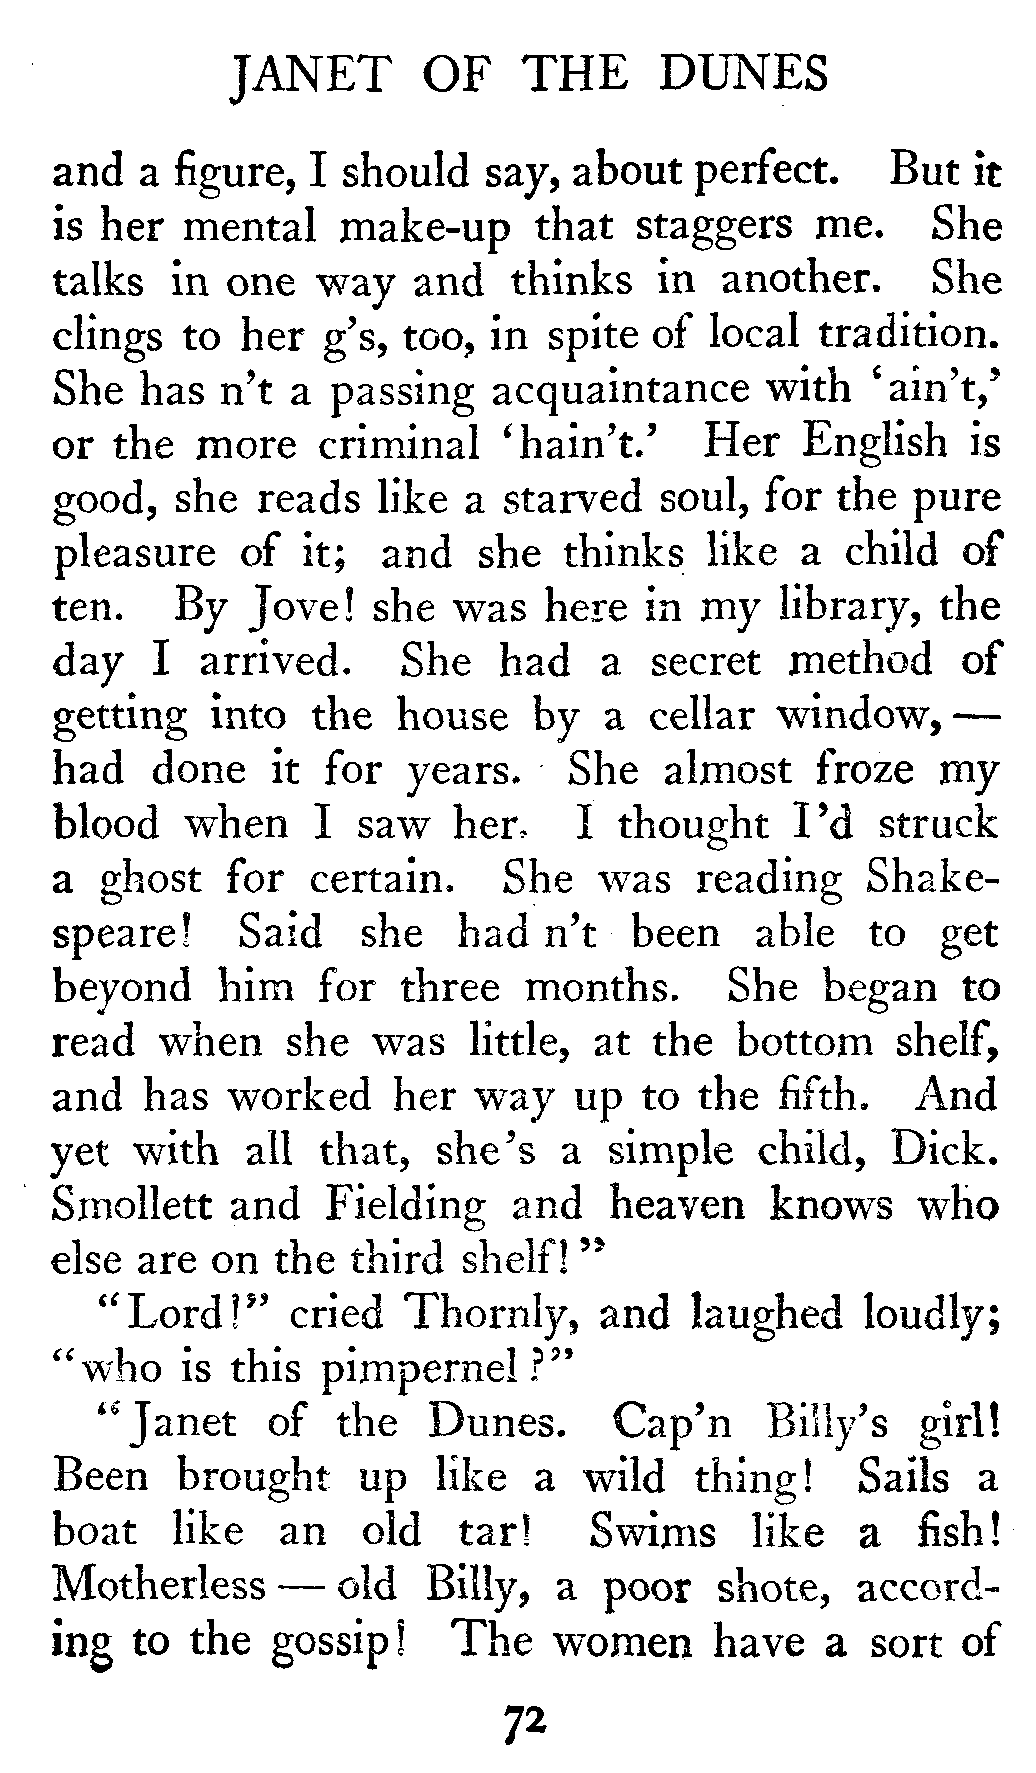 JANET OF THE DUNES
and a figure, I should say, about perfect. But it
is her mental make-up that staggers me. She
talks in one way and thinks in another. She
clings to her g's, too, in spite of local tradition.
She has n't a passing acquaintance with 'ain't,'
or the more criminal 'hain't.' Her English is
good, she reads like a starved soul, for the pure
pleasure of it; and she thinks like a child of
ten. By Jove! she was here in my library, the
day I arrived. She had a secret method of
getting into the house by a cellar window,—
had done it for years. She almost froze my
blood when I saw her. I thought I'd struck
a ghost for certain. She was reading Shake-
speare! Said she had n't been able to get
beyond him for three months. She began to
read when she was little, at the bottom shelf,
and has worked her way up to the fifth. And
yet with all that, she's a simple child, Dick.
Smollett and Fielding and heaven knows who
else are on the third shelf!"
"Lord!" cried Thornly, and laughed loudly;
"who is this pimpernel?"
"Janet of the Dunes. Cap'n Billy's girl!
Been brought up like a wild thing! Sails a
boat like an old tar! Swims like a fish!
Motherless — old Billy, a poor shote, accord-
ing to the gossip! The women have a sort of
72